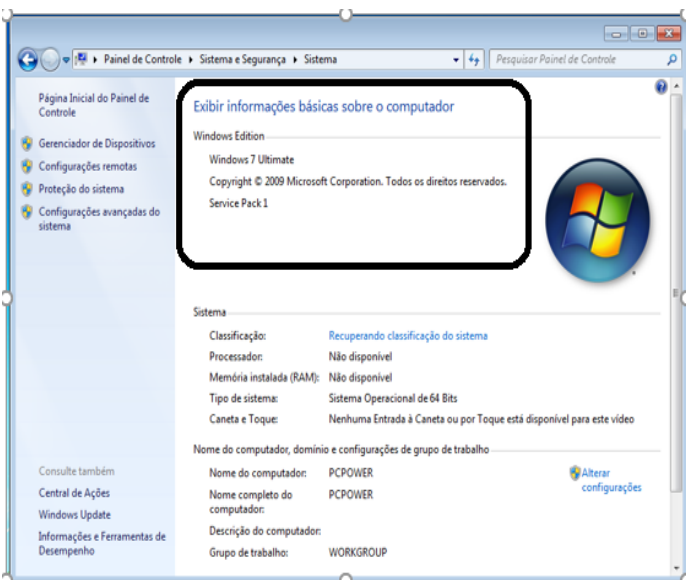 Painel de Controle ▸ Sistema e Segurança ▸ Sistema
Pesquisar Painel de Controle
Página Inicial do Painel de
Controle
Gerenciador de Dispositivos
Configurações remotas
Proteção do sistema
Configurações avançadas do
sistema
Exibir informações básicas sobre o computador
Windows Edition
Windows 7 Ultimate
Copyright © 2009 Microsoft Corporation. Todos os direitos reservados.
Service Pack 1
Sistema
Classificação: Recuperando classificação do sistema
Processador: Não disponível
Memória instalada (RAM): Não disponível
Tipo de sistema: Sistema Operacional de 64 Bits
Caneta e Toque: Nenhuma Entrada à Caneta ou por Toque está disponível para este vídeo
Nome do computador, domínio e configurações de grupo de trabalho
Nome do computador: PCPOWER
Alterar
configurações
Nome completo do
computador: PCPOWER
Descrição do computador:
Grupo de trabalho: WORKGROUP
Consulte também
Central de Ações
Windows Update
Informações e Ferramentas de
Desempenho